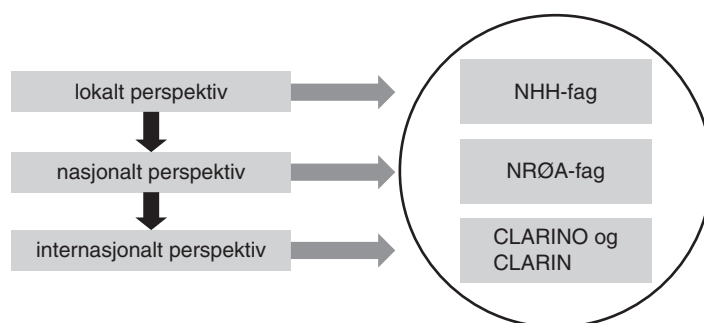 lokalt perspektiv
NHH-fag
nasjonalt perspektiv
NRØA-fag
internasjonalt perspektiv
CLARINO og
CLARIN